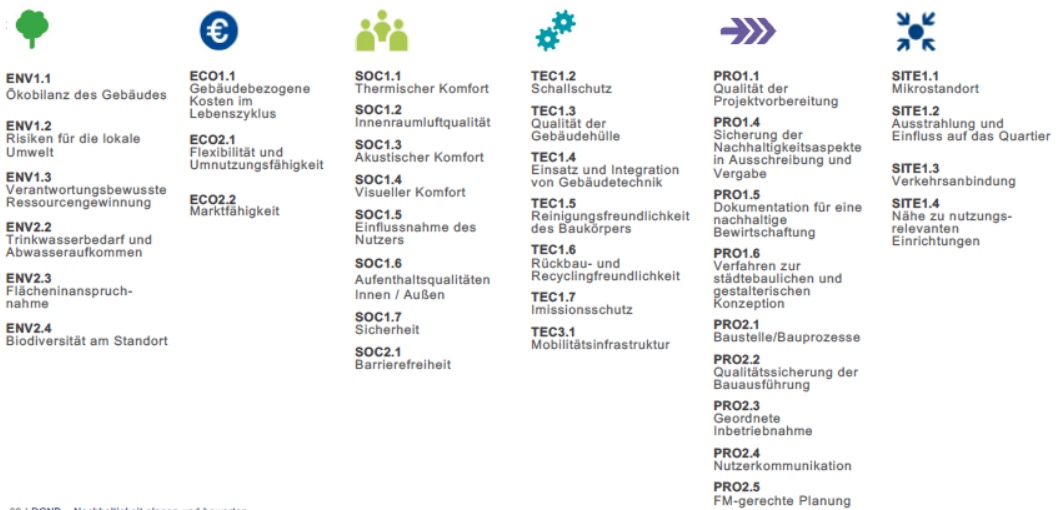 €
ENV1.1
Ökobilanz des Gebäudes
ENV1.2
Risiken für die lokale
Umwelt
ENV1.3
Verantwortungsbewusste
Ressourcengewinnung
ENV2.2
Trinkwasserbedarf und
Abwasseraufkommen
ENV2.3
Flächeninanspruch-
nahme
ENV2.4
Biodiversität am Standort
ECO1.1
Gebäudebezogene
Kosten im
Lebenszyklus
ECO2.1
Flexibilität und
Umnutzungsfähigkeit
ECO2.2
Marktfähigkeit
SOC1.1
Thermischer Komfort
SOC1.2
Innenraumluftqualität
SOC1.3
Akustischer Komfort
SOC1.4
Visueller Komfort
SOC1.5
Einflussnahme des
Nutzers
SOC1.6
Aufenthaltsqualitäten
Innen / Außen
SOC1.7
Sicherheit
SOC2.1
Barrierefreiheit
TEC1.2
Schallschutz
TEC1.3
Qualität der
Gebäudehülle
TEC1.4
Einsatz und Integration
von Gebäudetechnik
TEC1.5
Reinigungsfreundlichkeit
des Baukörpers
TEC1.6
Rückbau- und
Recyclingfreundlichkeit
TEC1.7
Imissionsschutz
TEC3.1
Mobilitätsinfrastruktur
PRO1.1
Qualität der
Projektvorbereitung
PRO1.4
Sicherung der
Nachhaltigkeitsaspekte
in Ausschreibung und
Vergabe
PRO1.5
Dokumentation für eine
nachhaltige
Bewirtschaftung
PRO1.6
Verfahren zur
städtebaulichen und
gestalterischen
Konzeption
PRO2.1
Baustelle/Bauprozesse
PRO2.2
Qualitätssicherung der
Bauausführung
PRO2.3
Geordnete
Inbetriebnahme
PRO2.4
Nutzerkommunikation
PRO2.5
FM-gerechte Planung
SITE1.1
Mikrostandort
SITE1.2
Ausstrahlung und
Einfluss auf das Quartier
SITE1.3
Verkehrsanbindung
SITE1.4
Nähe zu nutzungs-
relevanten
Einrichtungen